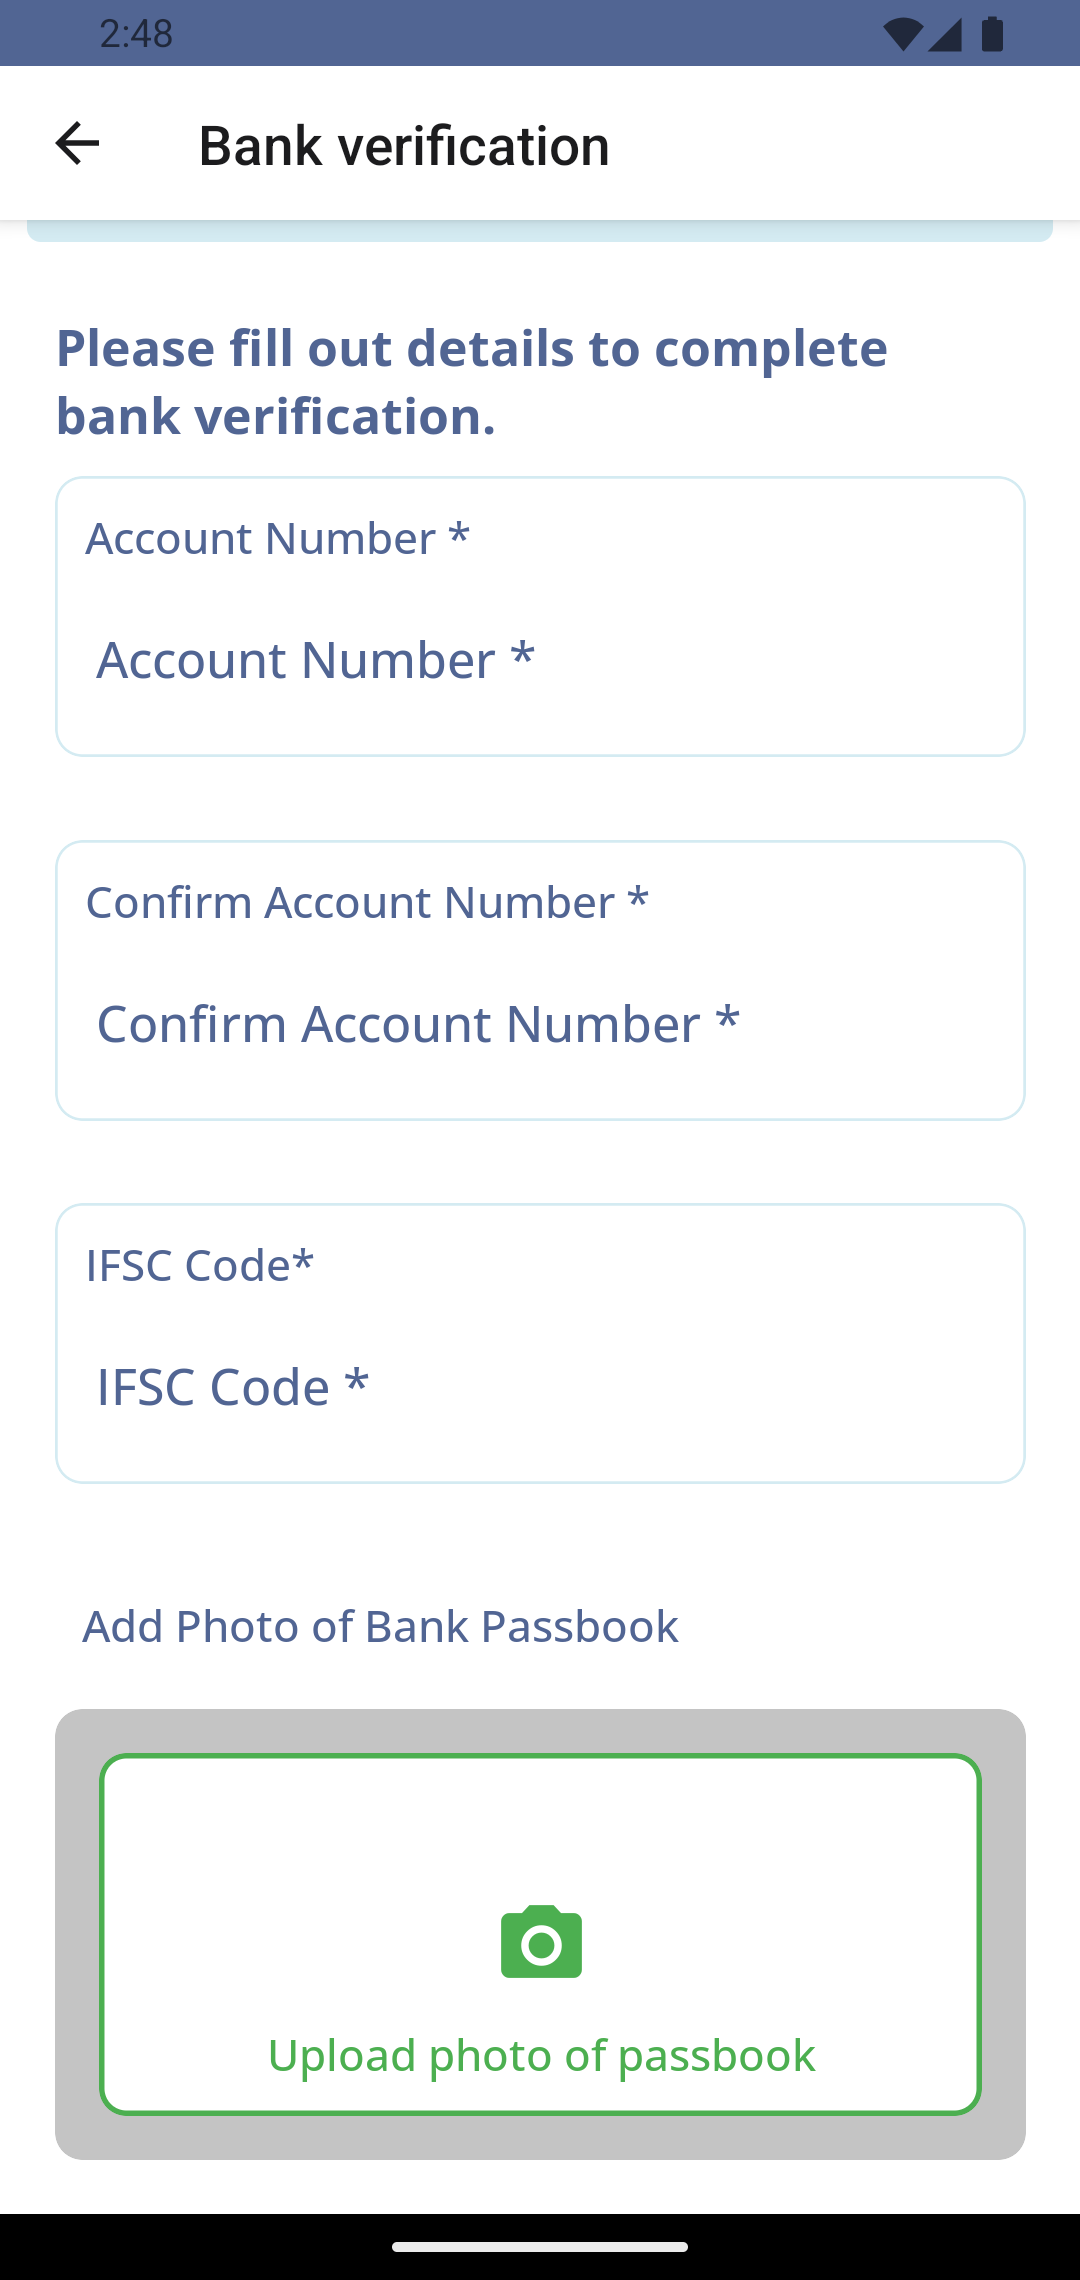 2:48
Bank verification
Please fill out details to complete
bank verification.
Account Number *
Account Number *
Confirm Account Number *
Confirm Account Number *
IFSC Code*
IFSC Code *
Add Photo of Bank Passbook
Upload photo of passbook